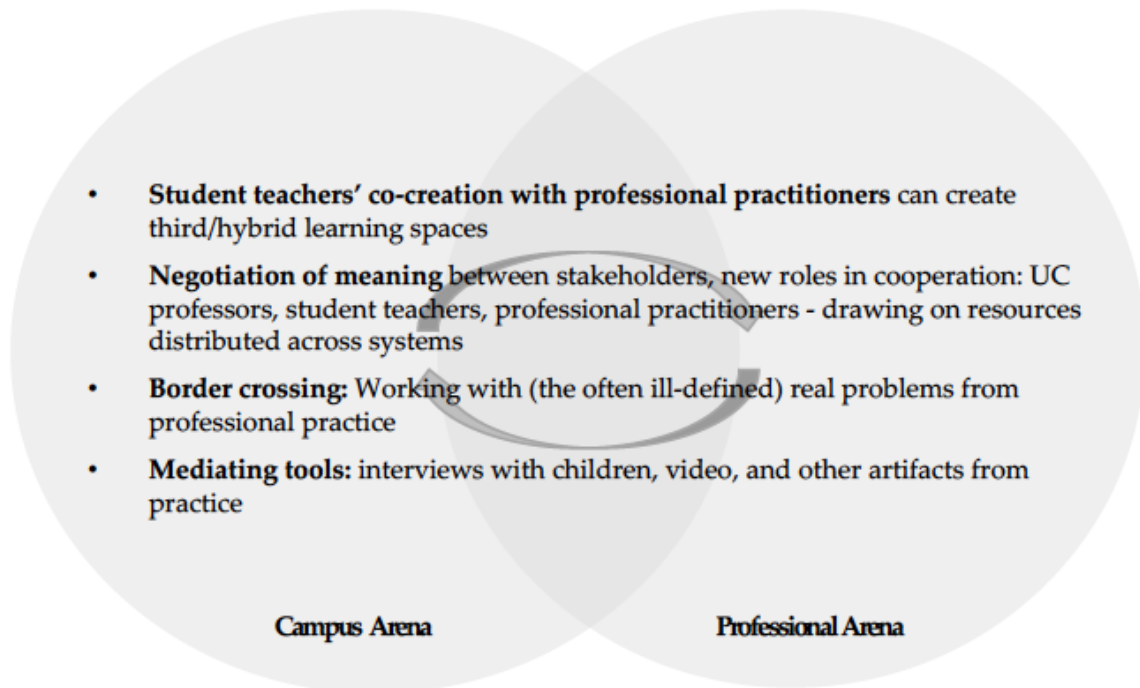 • Student teachers' co-creation with professional practitioners can create
third/hybrid learning spaces
• Negotiation of meaning between stakeholders, new roles in cooperation: UC
professors, student teachers, professional practitioners - drawing on resources
distributed across systems
• Border crossing: Working with (the often ill-defined) real problems from
professional practice
• Mediating tools: interviews with children, video, and other artifacts from
practice
Campus Arena
Professional Arena